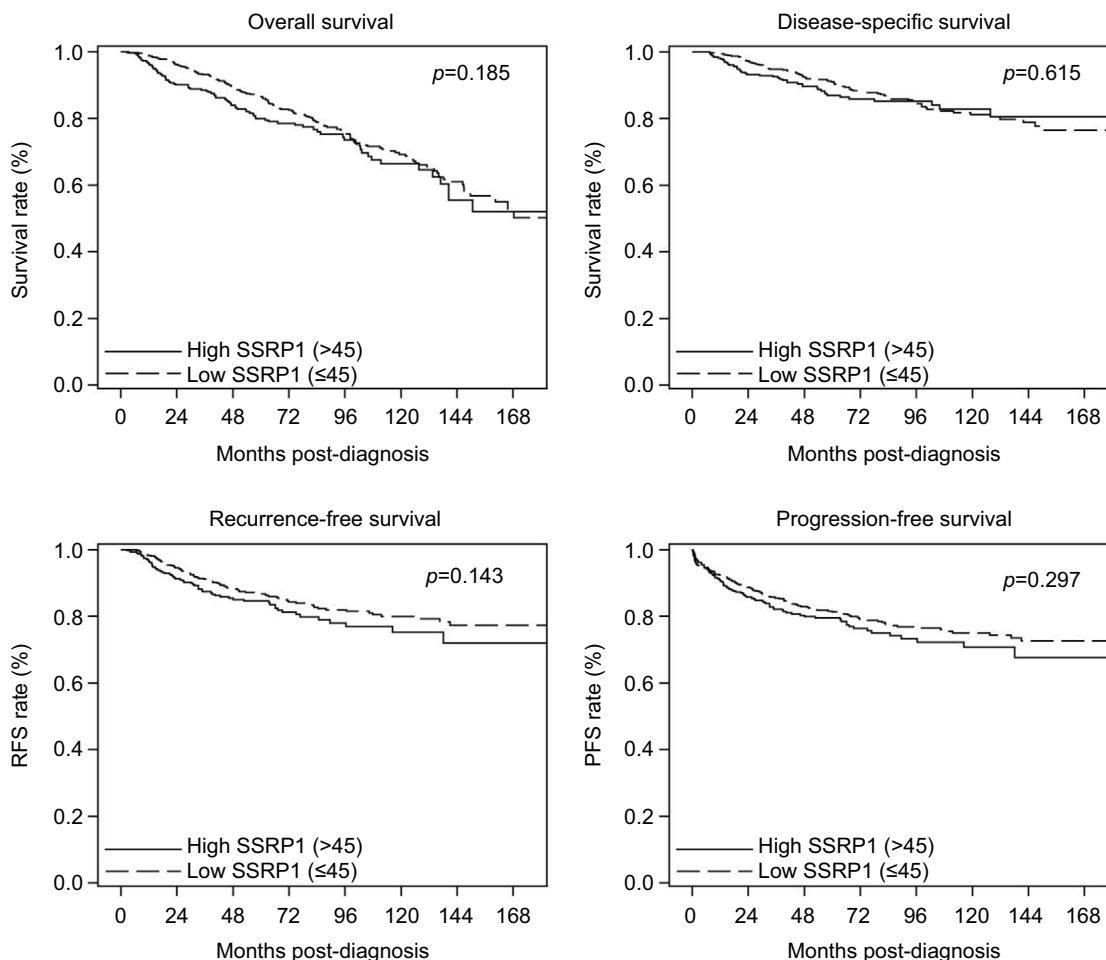 Overall survival
1.0
0.8
0.6
0.4
0.2
0.0
Survival rate (%)
p=0.185
High SSRP1 (>45)
Low SSRP1 (≤45)
0 24 48 72 96 120 144 168
Months post-diagnosis
Disease-specific survival
1.0
0.8
0.6
0.4
0.2
0.0
Survival rate (%)
p=0.615
High SSRP1 (>45)
Low SSRP1 (≤45)
0 24 48 72 96 120 144 168
Months post-diagnosis
Recurrence-free survival
1.0
0.8
0.6
0.4
0.2
0.0
RFS rate (%)
p=0.143
High SSRP1 (>45)
Low SSRP1 (≤45)
0 24 48 72 96 120 144 168
Months post-diagnosis
Progression-free survival
1.0
0.8
0.6
0.4
0.2
0.0
PFS rate (%)
p=0.297
High SSRP1 (>45)
Low SSRP1 (≤45)
0 24 48 72 96 120 144 168
Months post-diagnosis